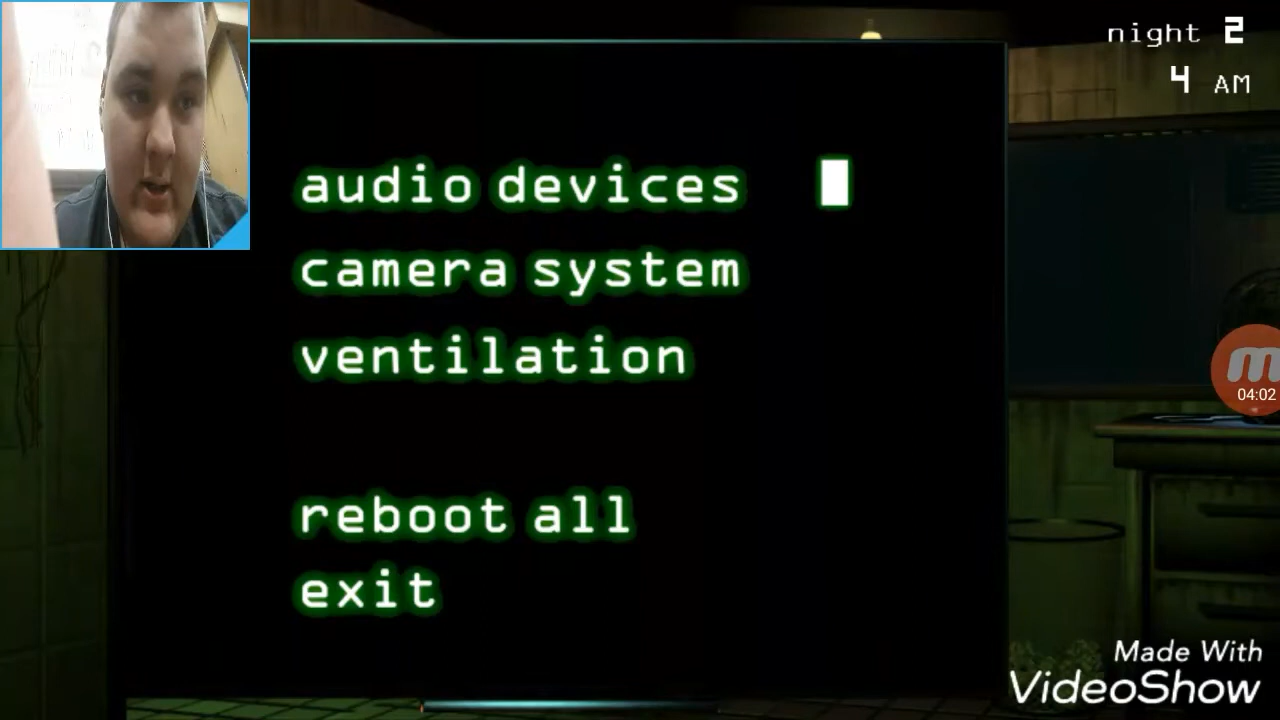 night 2
4 AM
audio devices
camera system
ventilation
04:02
reboot all
exit
Made With
VideoShow